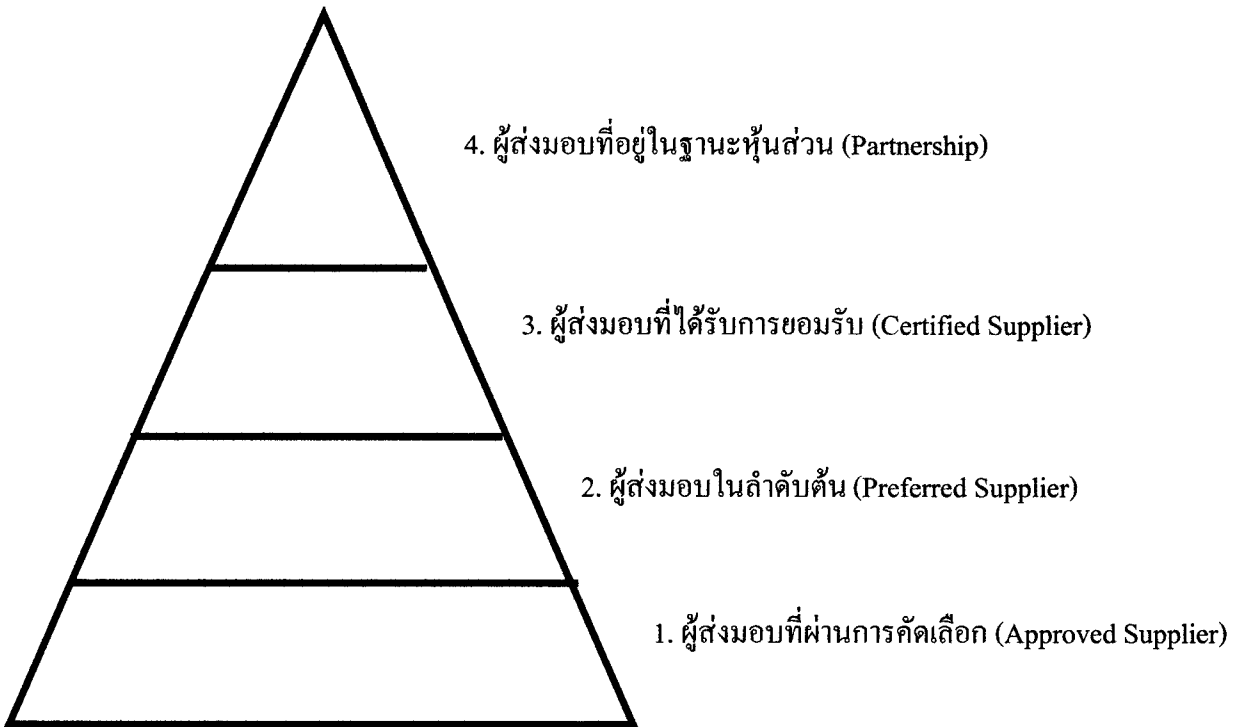 4. ผู้ส่งมอบที่อยู่ในฐานะหุ้นส่วน (Partnership)
3. ผู้ส่งมอบที่ได้รับการยอมรับ (Certified Supplier)
2. ผู้ส่งมอบในลำดับต้น (Preferred Supplier)
1. ผู้ส่งมอบที่ผ่านการคัดเลือก (Approved Supplier)